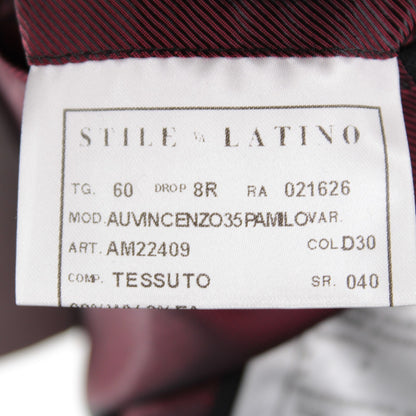 STILE LATINO
TG. 60 DROP 8R RA 021626
MOD. AUVINCENZO35PAMILO VAR.
ART. AM22409 COL. D30
COMP. TESSUTO SR. 040